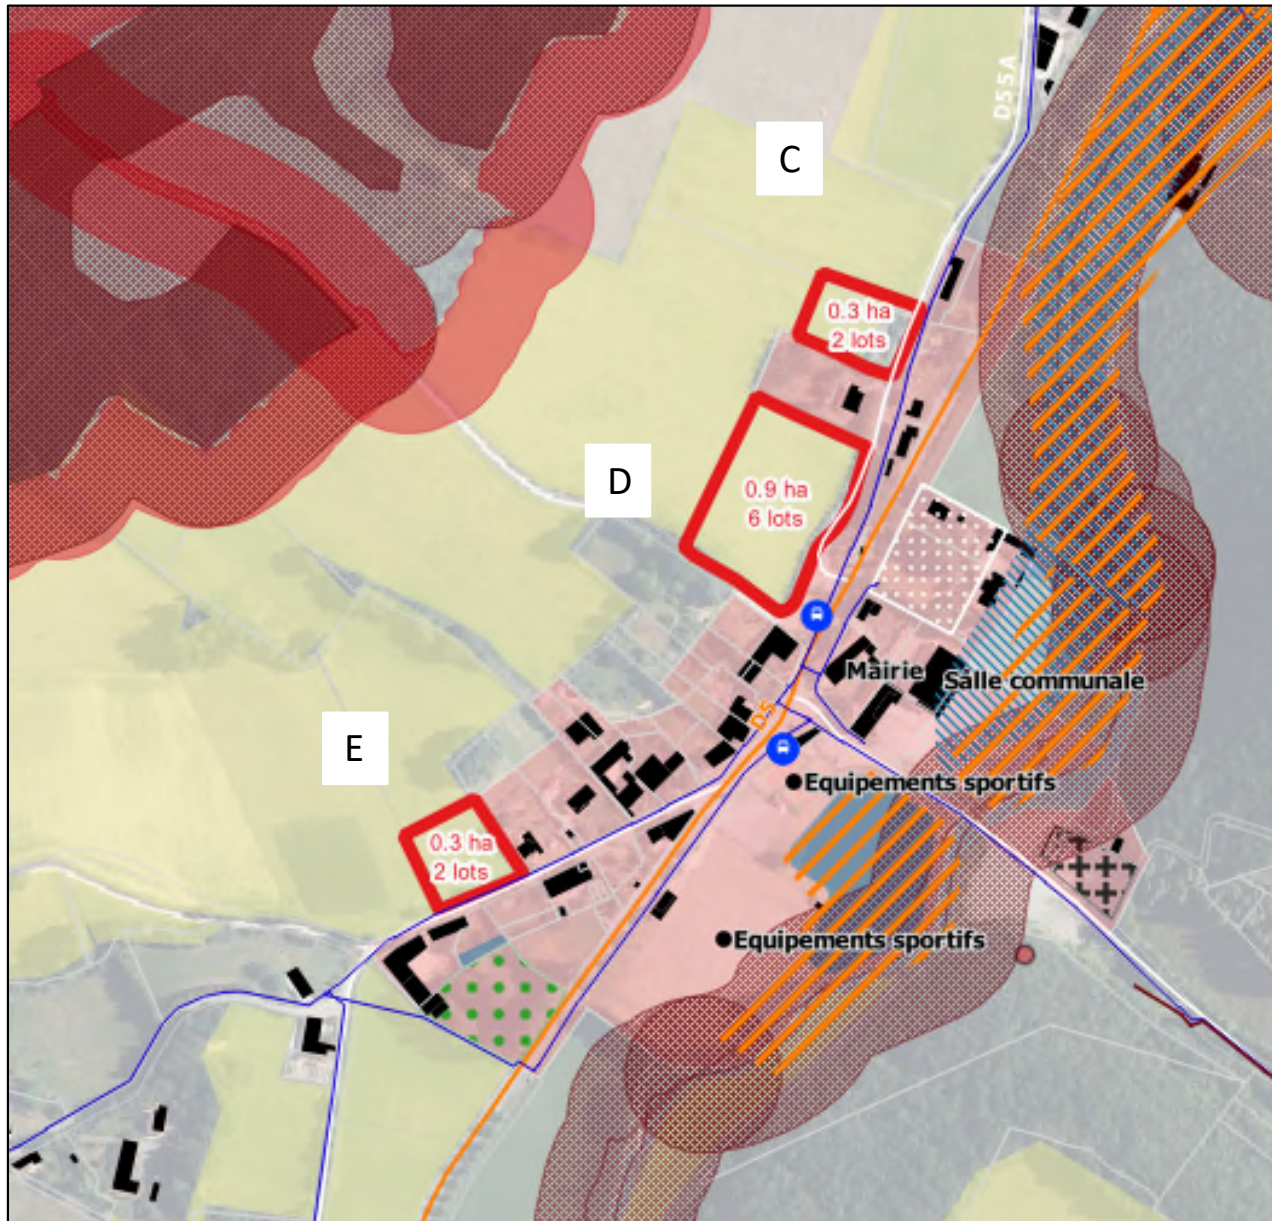 D55A
C
0.3 ha
2 lots
D
0.9 ha
6 lots
Mairie
Salle communale
D5
E
Equipements sportifs
0.3 ha
2 lots
Equipements sportifs